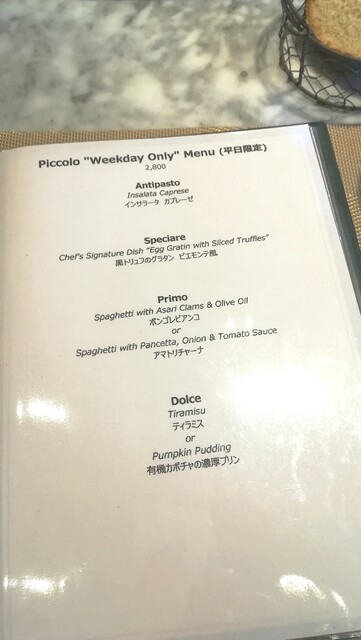 Piccolo "Weekday Only" Menu (平日限定)
2,800
Antipasto
Insalata Caprese
インサラータ カプレーゼ
Speciare
Chef's Signature Dish "Egg Gratin with Sliced Truffles"
黒トリュフのグラタン ピエモンテ風
Primo
Spaghetti with Asari Clams & Olive Oil
ボンゴレビアンコ
or
Spaghetti with Pancetta, Onion & Tomato Sauce
アマトリチャーナ
Dolce
Tiramisu
ティラミス
or
Pumpkin Pudding
有機カボチャの濃厚プリン